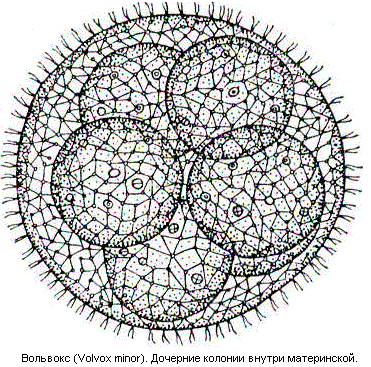 Вольвокс (Volvox minor). Дочерние колонии внутри материнской.